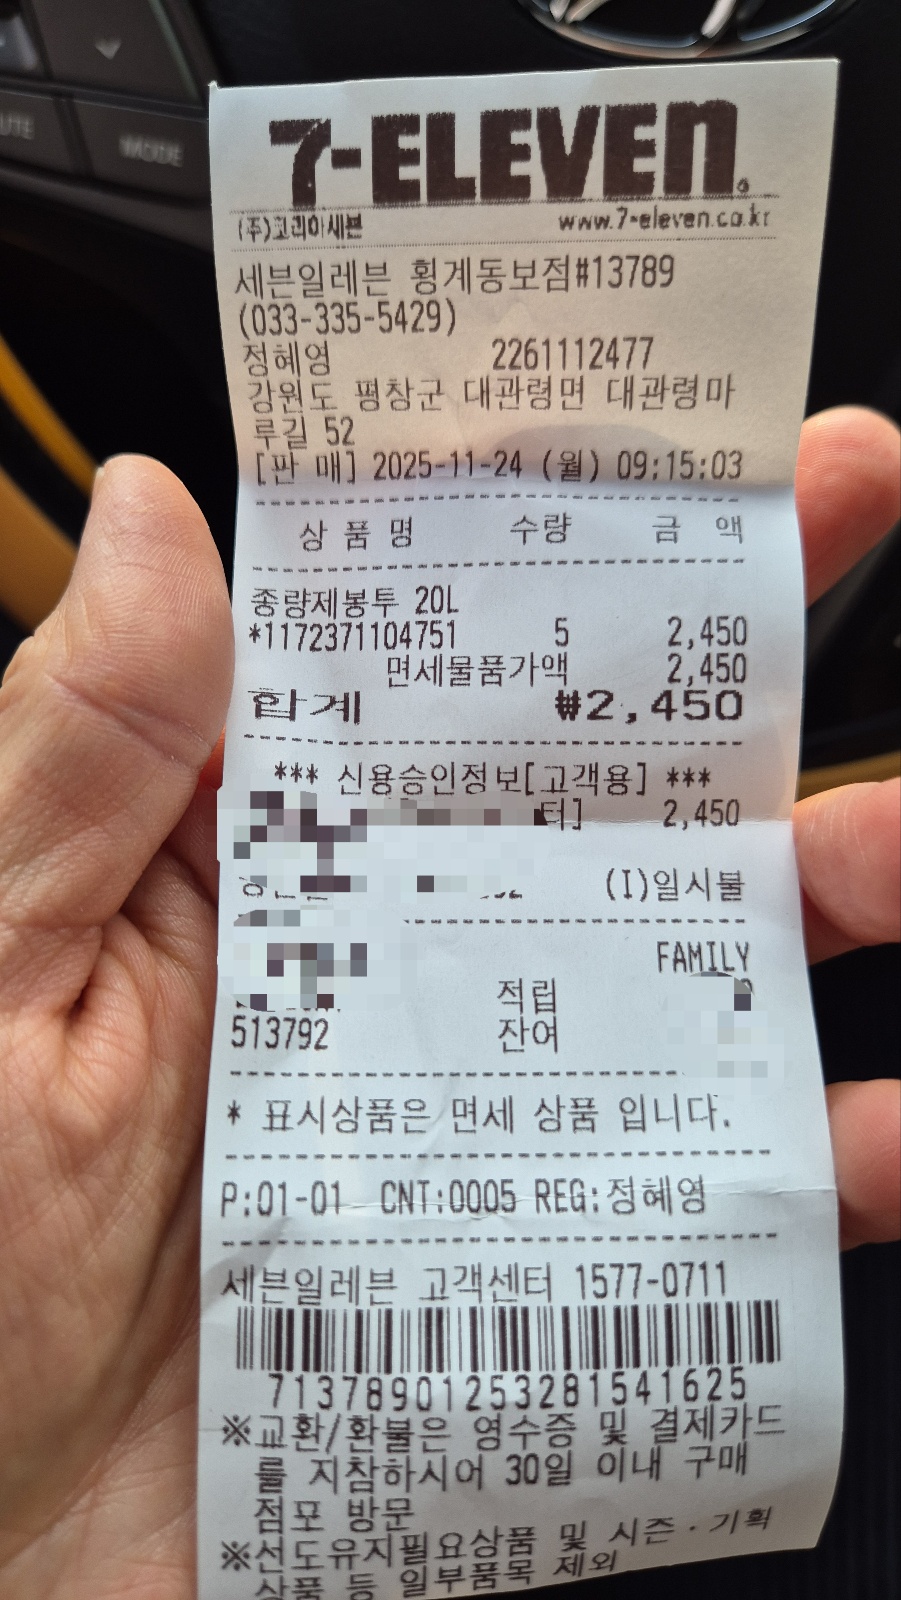 7-ELEVEN
(주)코리아세븐 www.7-eleven.co.kr
세븐일레븐 횡계동보점#13789
(033-335-5429)
정혜영 2261112477
강원도 평창군 대관령면 대관령마
루길 52
[판 매] 2025-11-24 (월) 09:15:03
상 품 명 수량 금 액
종량제봉투 20L
*1172371104751 5 2,450
면세물품가액 2,450
합계 ₩2,450
*** 신용승인정보[고객용] ***
터] 2,450
(I)일시불
FAMILY
적립
513792 잔여
* 표시상품은 면세 상품 입니다.
P:01-01 CNT:0005 REG:정혜영
세븐일레븐 고객센터 1577-0711
71378901253281541625
※교환/환불은 영수증 및 결제카드
를 지참하시어 30일 이내 구매
점포 방문
※선도유지필요상품 및 시즌·기획
상품 등 일부품목 제외
MODE